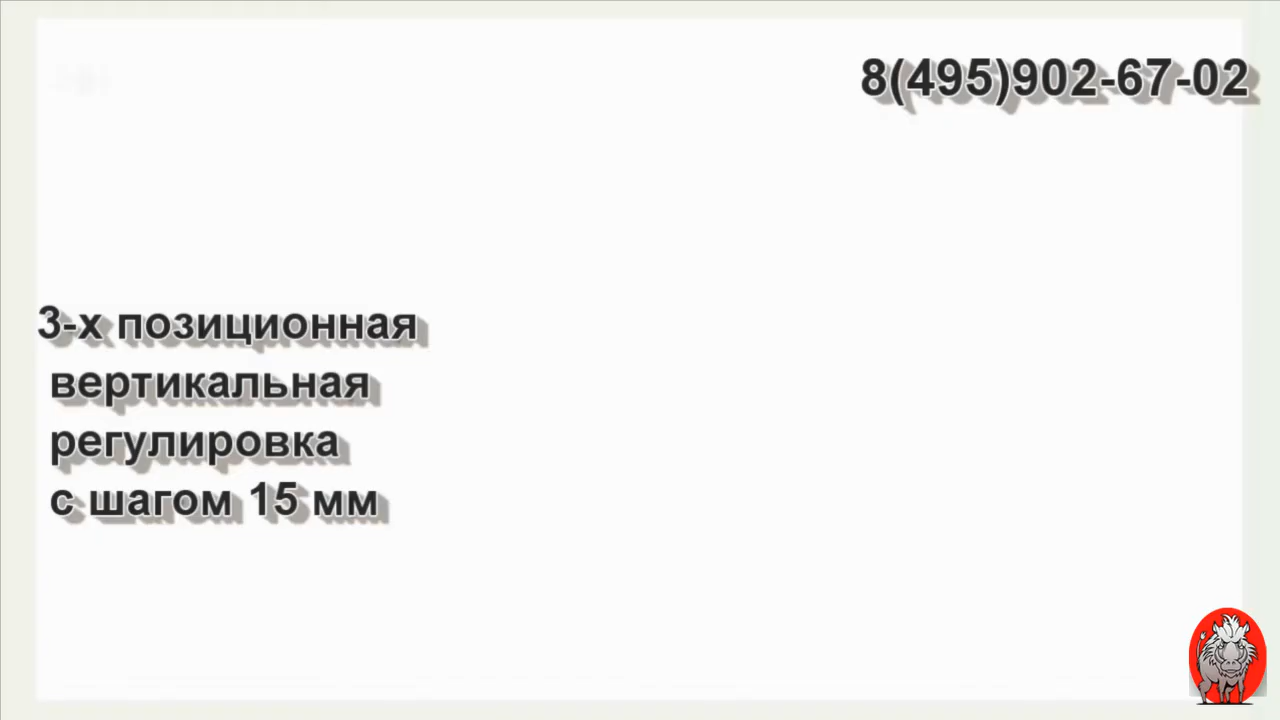 8(495)902-67-02
3-х позиционная
вертикальная
регулировка
с шагом 15 мм